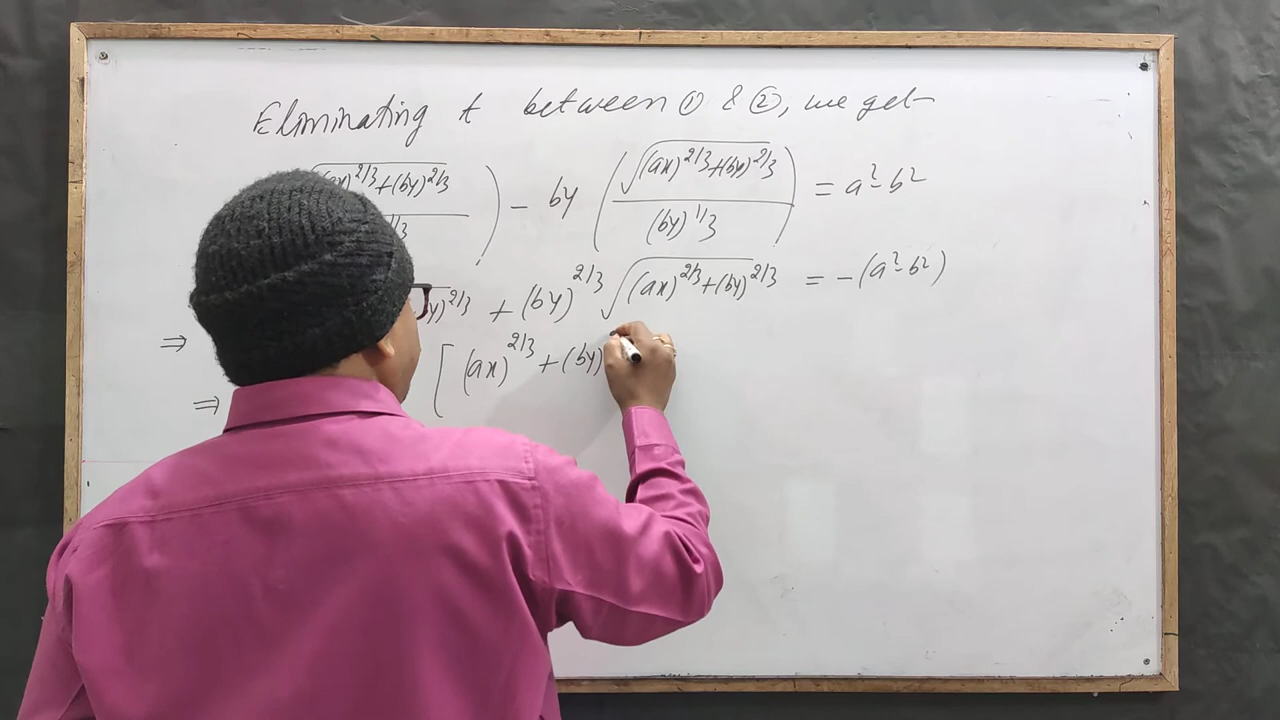 Eliminating t between ① & ②, we get
x)^2/3+(by)^2/3 / 1/3 ) - by ( √(ax)^2/3+(by)^2/3 / (by)^1/3 ) = a²-b²
⇒ y)^2/3 + (by)^2/3 √(ax)^2/3+(by)^2/3 = -(a²-b²)
⇒ [(ax)^2/3 + (by)